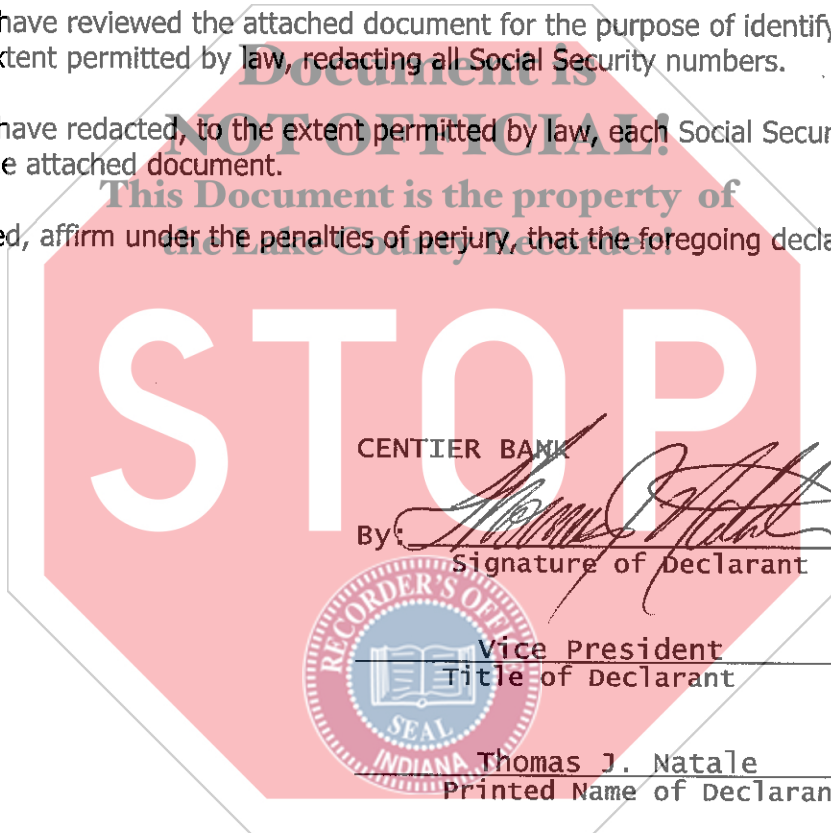 have reviewed the attached document for the purpose of identify
xtent permitted by law, redacting all Social Security numbers.
Document is
have redacted, to the extent permitted by law, each Social Secur
NOT OFFICIAL!
e attached document.
This Document is the property of
ed, affirm under the penalties of perjury, that the foregoing decla
the Lake County Recorder!
STOP
CENTIER BANK
By:
Signature of Declarant
RECORDER'S OFFICE
SEAL
INDIANA
Vice President
Title of Declarant
Thomas J. Natale
Printed Name of Declaran